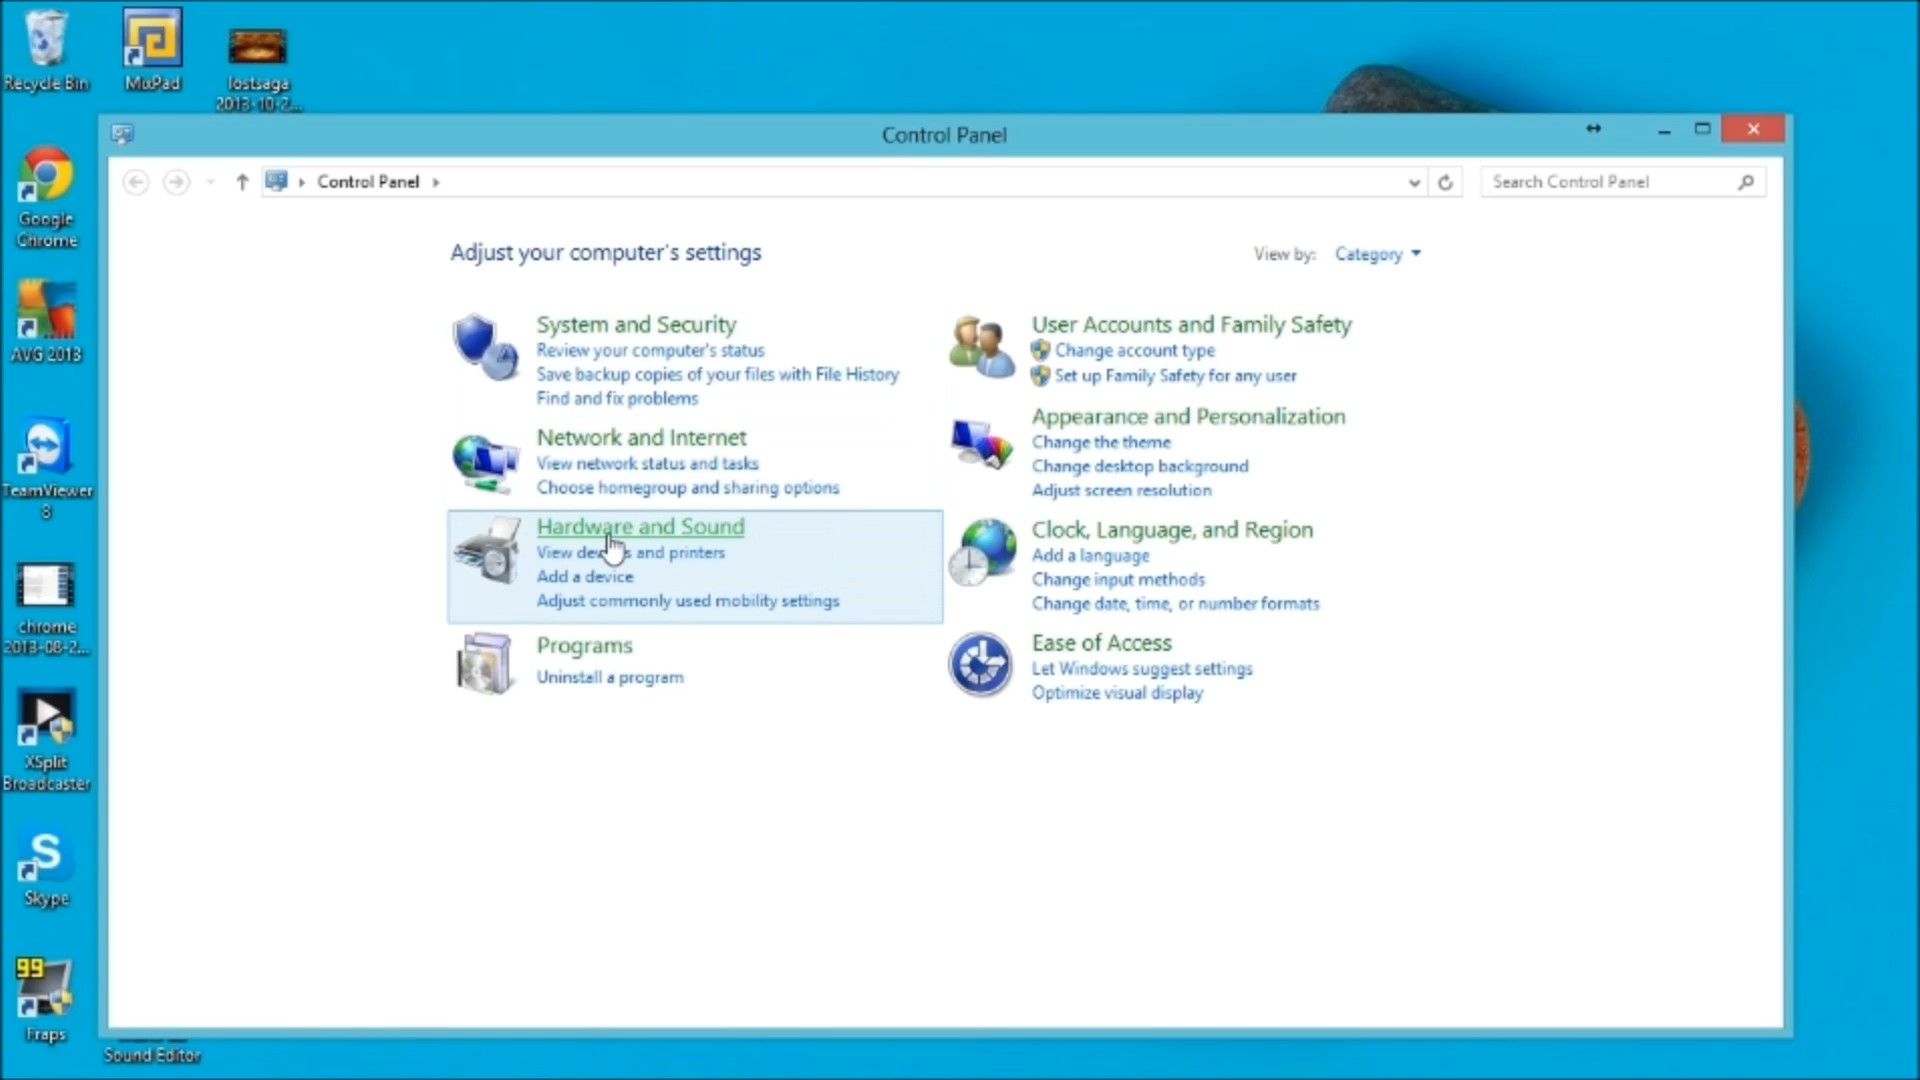 Recycle Bin
MixPad
lostsaga
2013-10-2...
Google
Chrome
AVG 2013
TeamViewer
8
chrome
2013-08-2...
XSplit
Broadcaster
Skype
99
Fraps
Sound Editor
Control Panel
Control Panel
Search Control Panel
Adjust your computer's settings
View by: Category
System and Security
Review your computer's status
Save backup copies of your files with File History
Find and fix problems
Network and Internet
View network status and tasks
Choose homegroup and sharing options
Hardware and Sound
View devices and printers
Add a device
Adjust commonly used mobility settings
Programs
Uninstall a program
User Accounts and Family Safety
Change account type
Set up Family Safety for any user
Appearance and Personalization
Change the theme
Change desktop background
Adjust screen resolution
Clock, Language, and Region
Add a language
Change input methods
Change date, time, or number formats
Ease of Access
Let Windows suggest settings
Optimize visual display